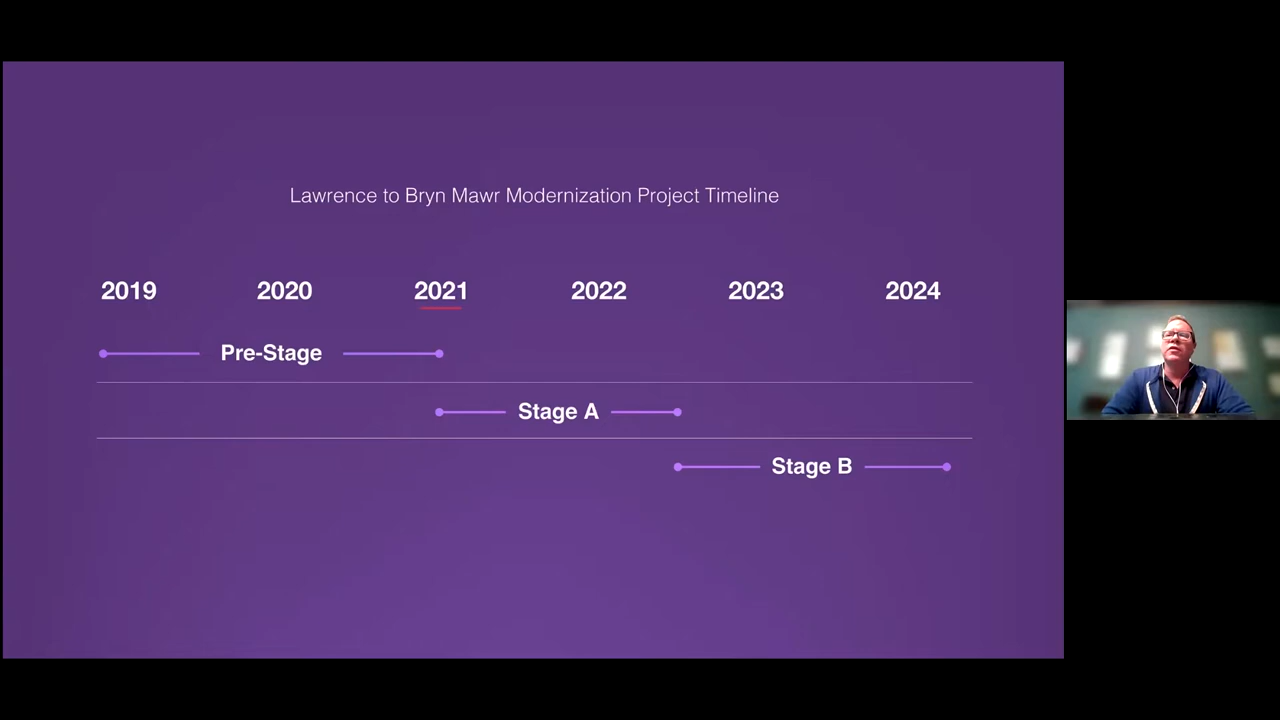 Lawrence to Bryn Mawr Modernization Project Timeline
2019 2020 2021 2022 2023 2024
Pre-Stage
Stage A
Stage B